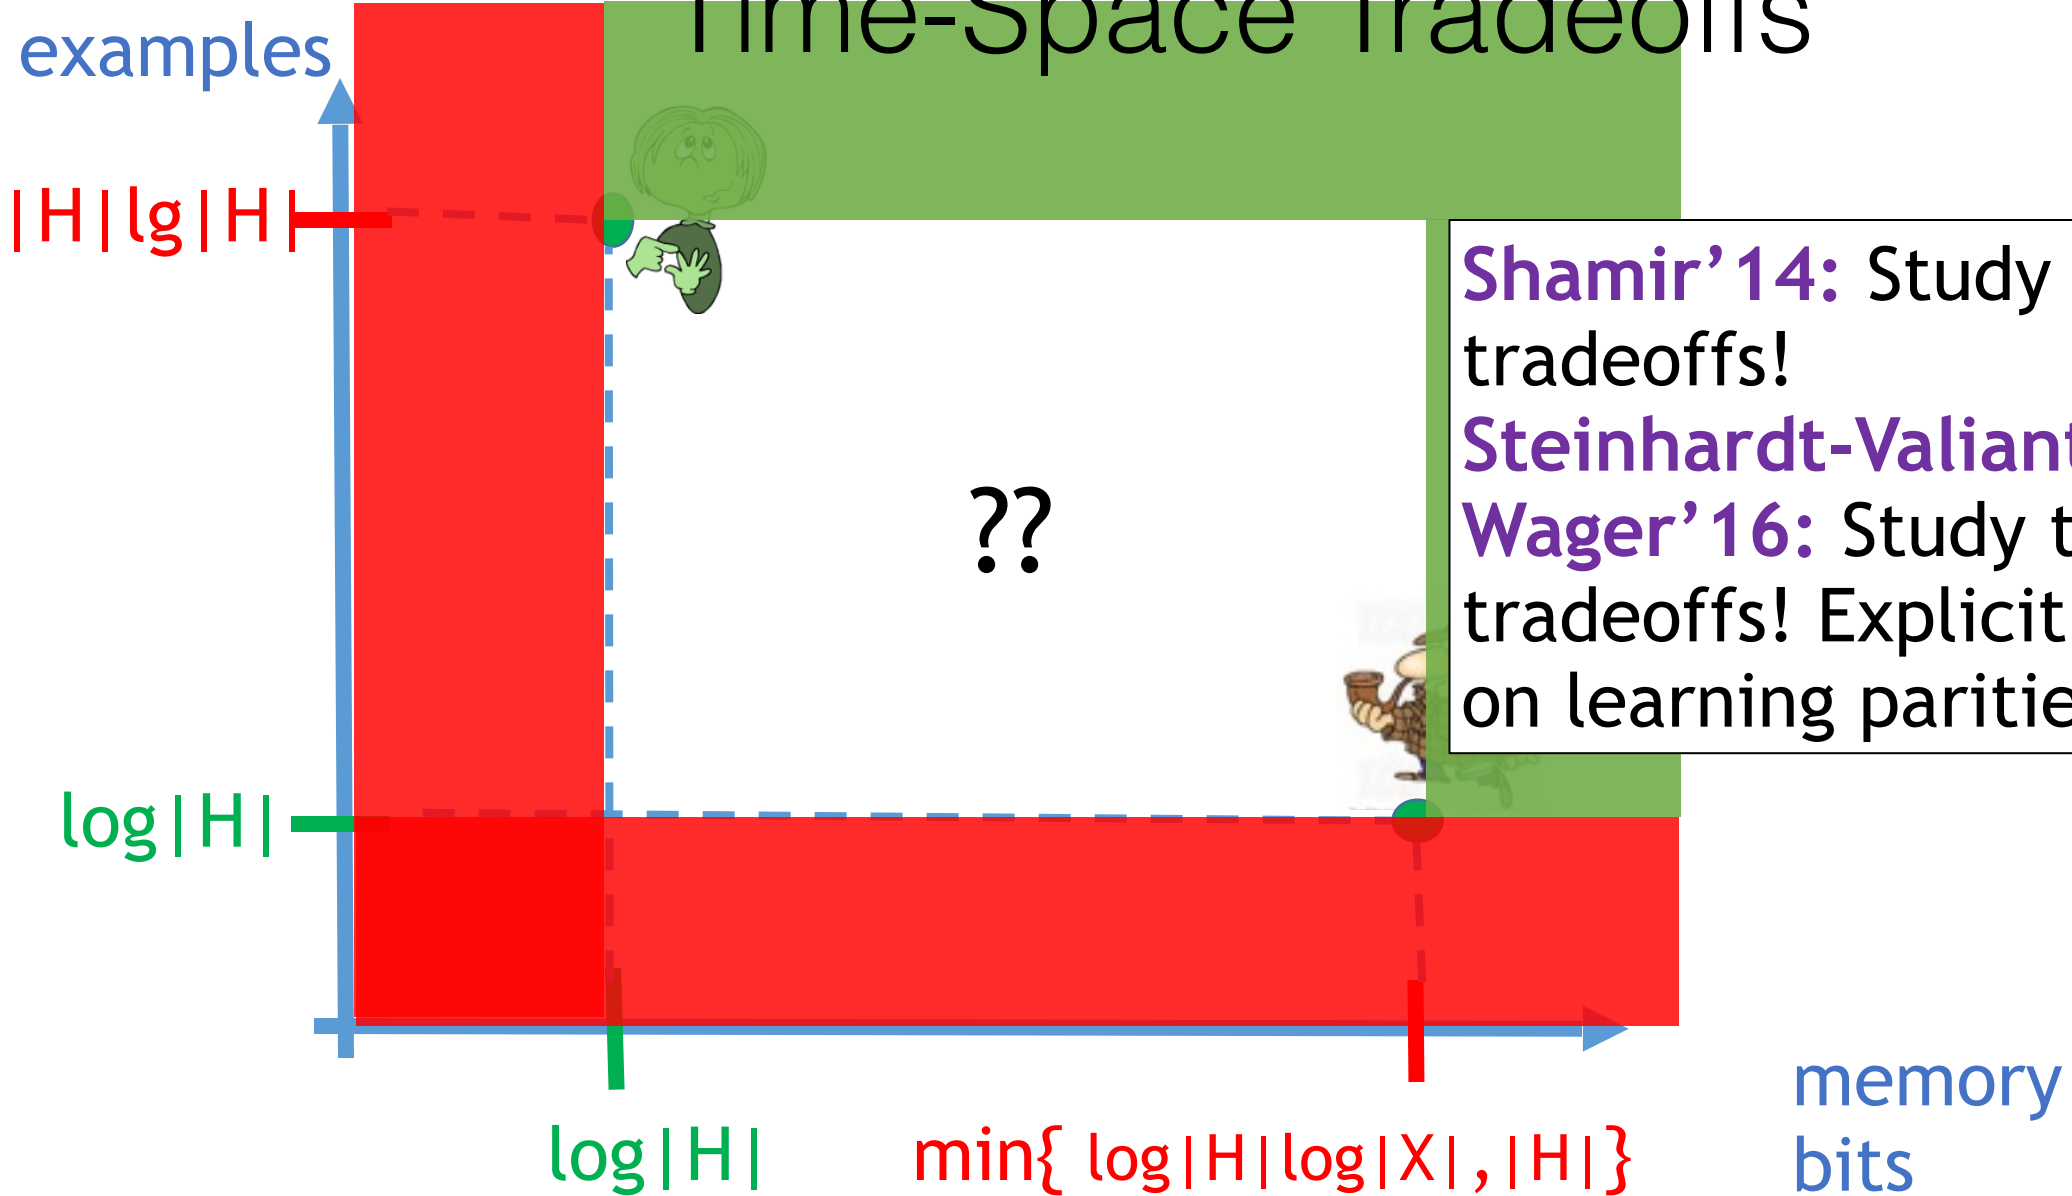 Time-Space Tradeoffs
examples
|H|lg|H|
Shamir’14: Study
tradeoffs!
Steinhardt-Valiant
Wager’16: Study t
tradeoffs! Explicit
on learning paritie
??
log|H|
log|H|
min{ log|H|log|X|,|H|}
memory
bits